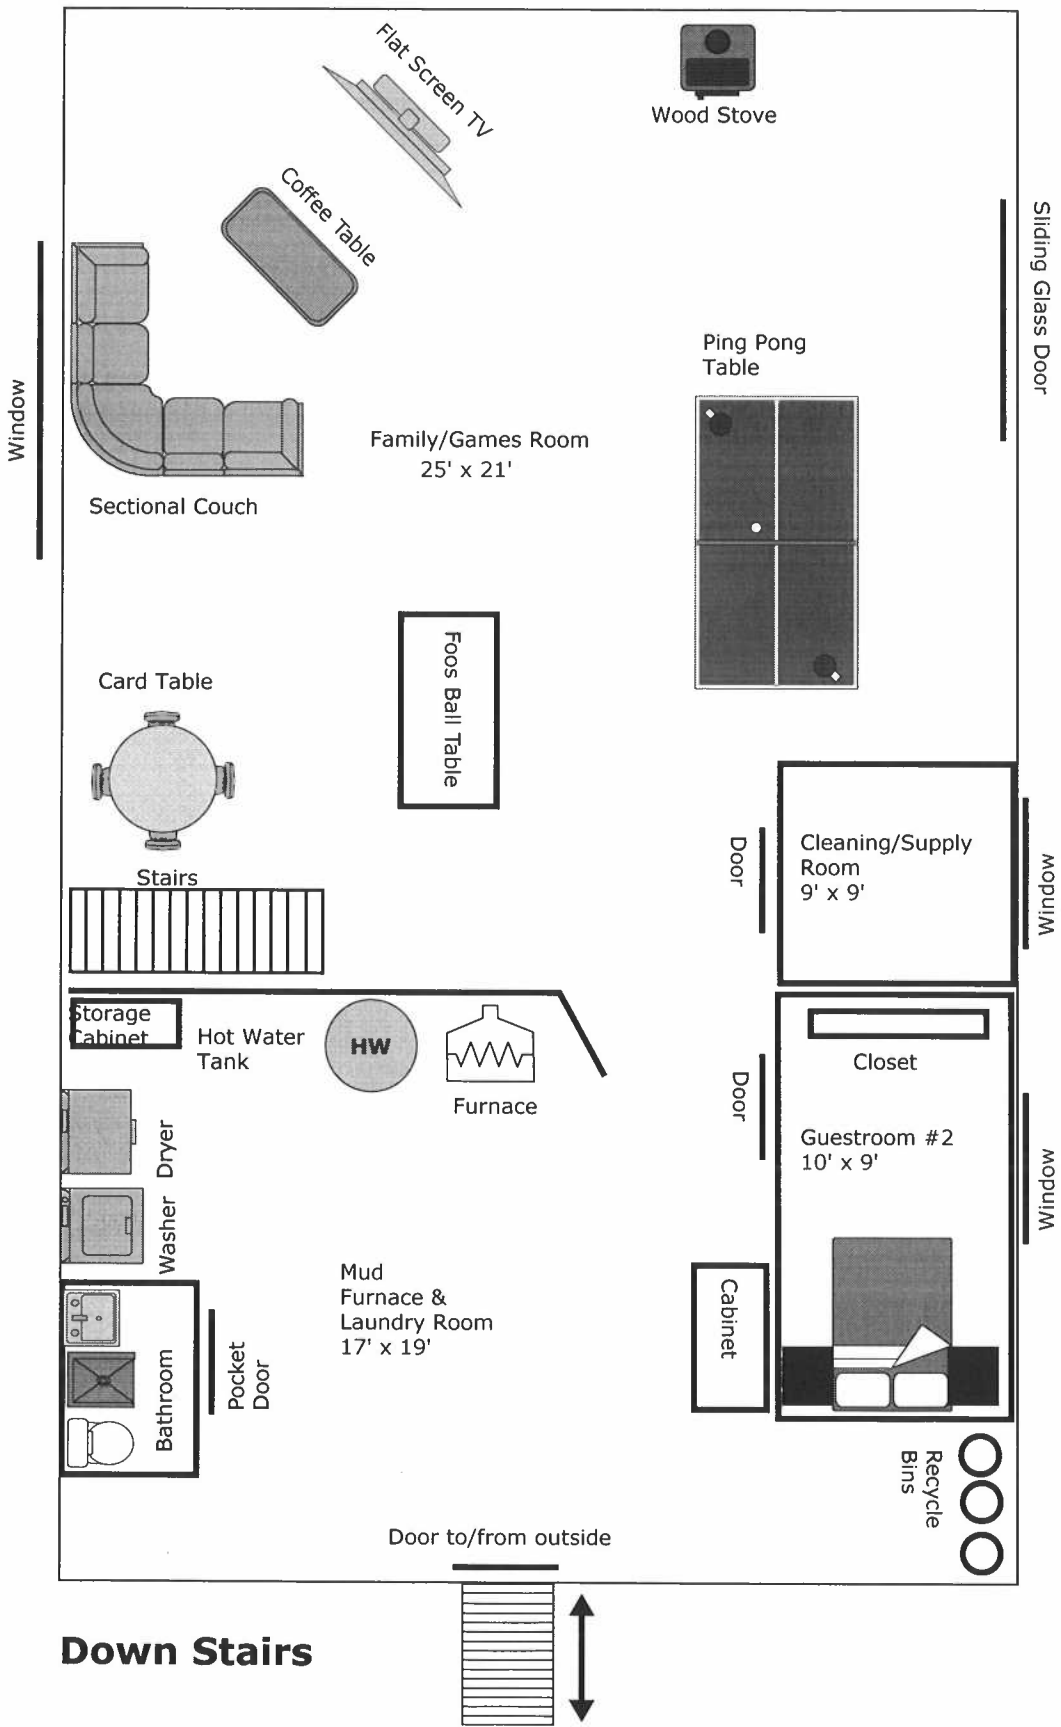 Flat Screen TV
Wood Stove
Coffee Table
Sliding Glass Door
Ping Pong
Table
Window
Family/Games Room
25' x 21'
Sectional Couch
Foos Ball Table
Card Table
Door
Cleaning/Supply
Room
9' x 9'
Window
Stairs
Storage
Cabinet
Hot Water
Tank
HW
Furnace
Closet
Door
Guestroom #2
10' x 9'
Window
Dryer
Washer
Mud
Furnace &
Laundry Room
17' x 19'
Cabinet
Bathroom
Pocket
Door
Recycle
Bins
Door to/from outside
Down Stairs